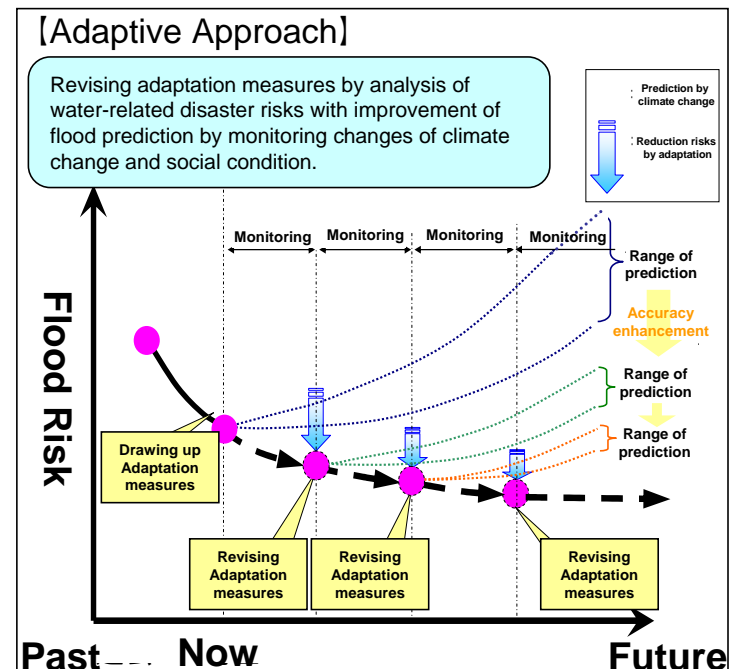 【Adaptive Approach】
Revising adaptation measures by analysis of
water-related disaster risks with improvement of
flood prediction by monitoring changes of climate
change and social condition.
: Prediction by
climate change
: Reduction risks
by adaptation
Monitoring
Monitoring
Monitoring
Monitoring
Range of
prediction
Accuracy
enhancement
Range of
prediction
Range of
prediction
Flood Risk
Drawing up
Adaptation
measures
Revising
Adaptation
measures
Revising
Adaptation
measures
Revising
Adaptation
measures
Past
Now
Future